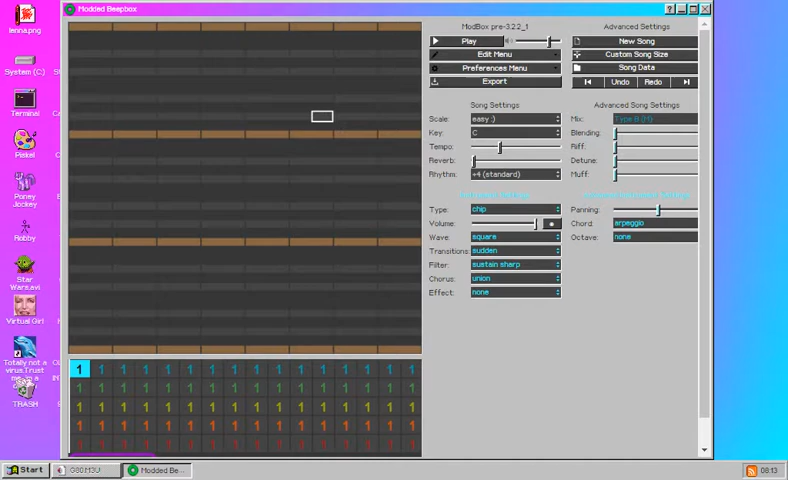 Modded Beepbox
lenna.png
System (C:)
Terminal
Piskel
Poney Jockey
Robby
Star Wars.avi
Virtual Girl
Totally not a virus.Trust me..im a
TRASH
ModBox pre-3.2.2_1
Play
Edit Menu
Preferences Menu
Export
Advanced Settings
New Song
Custom Song Size
Song Data
Undo
Redo
Song Settings
Scale: easy :)
Key: C
Tempo:
Reverb:
Rhythm: +4 (standard)
Advanced Song Settings
Mix: Type B (M)
Blending:
Riff:
Detune:
Muff:
Type: chip
Volume:
Wave: square
Transitions: sudden
Filter: sustain sharp
Chorus: union
Effect: none
Panning:
Chord: arpeggio
Octave: none
1 1 1 1 1 1 1 1 1 1 1 1 1 1 1 1
1 1 1 1 1 1 1 1 1 1 1 1 1 1 1 1
1 1 1 1 1 1 1 1 1 1 1 1 1 1 1 1
1 1 1 1 1 1 1 1 1 1 1 1 1 1 1 1
Start
G80:M3U!
Modded Be...
08:13